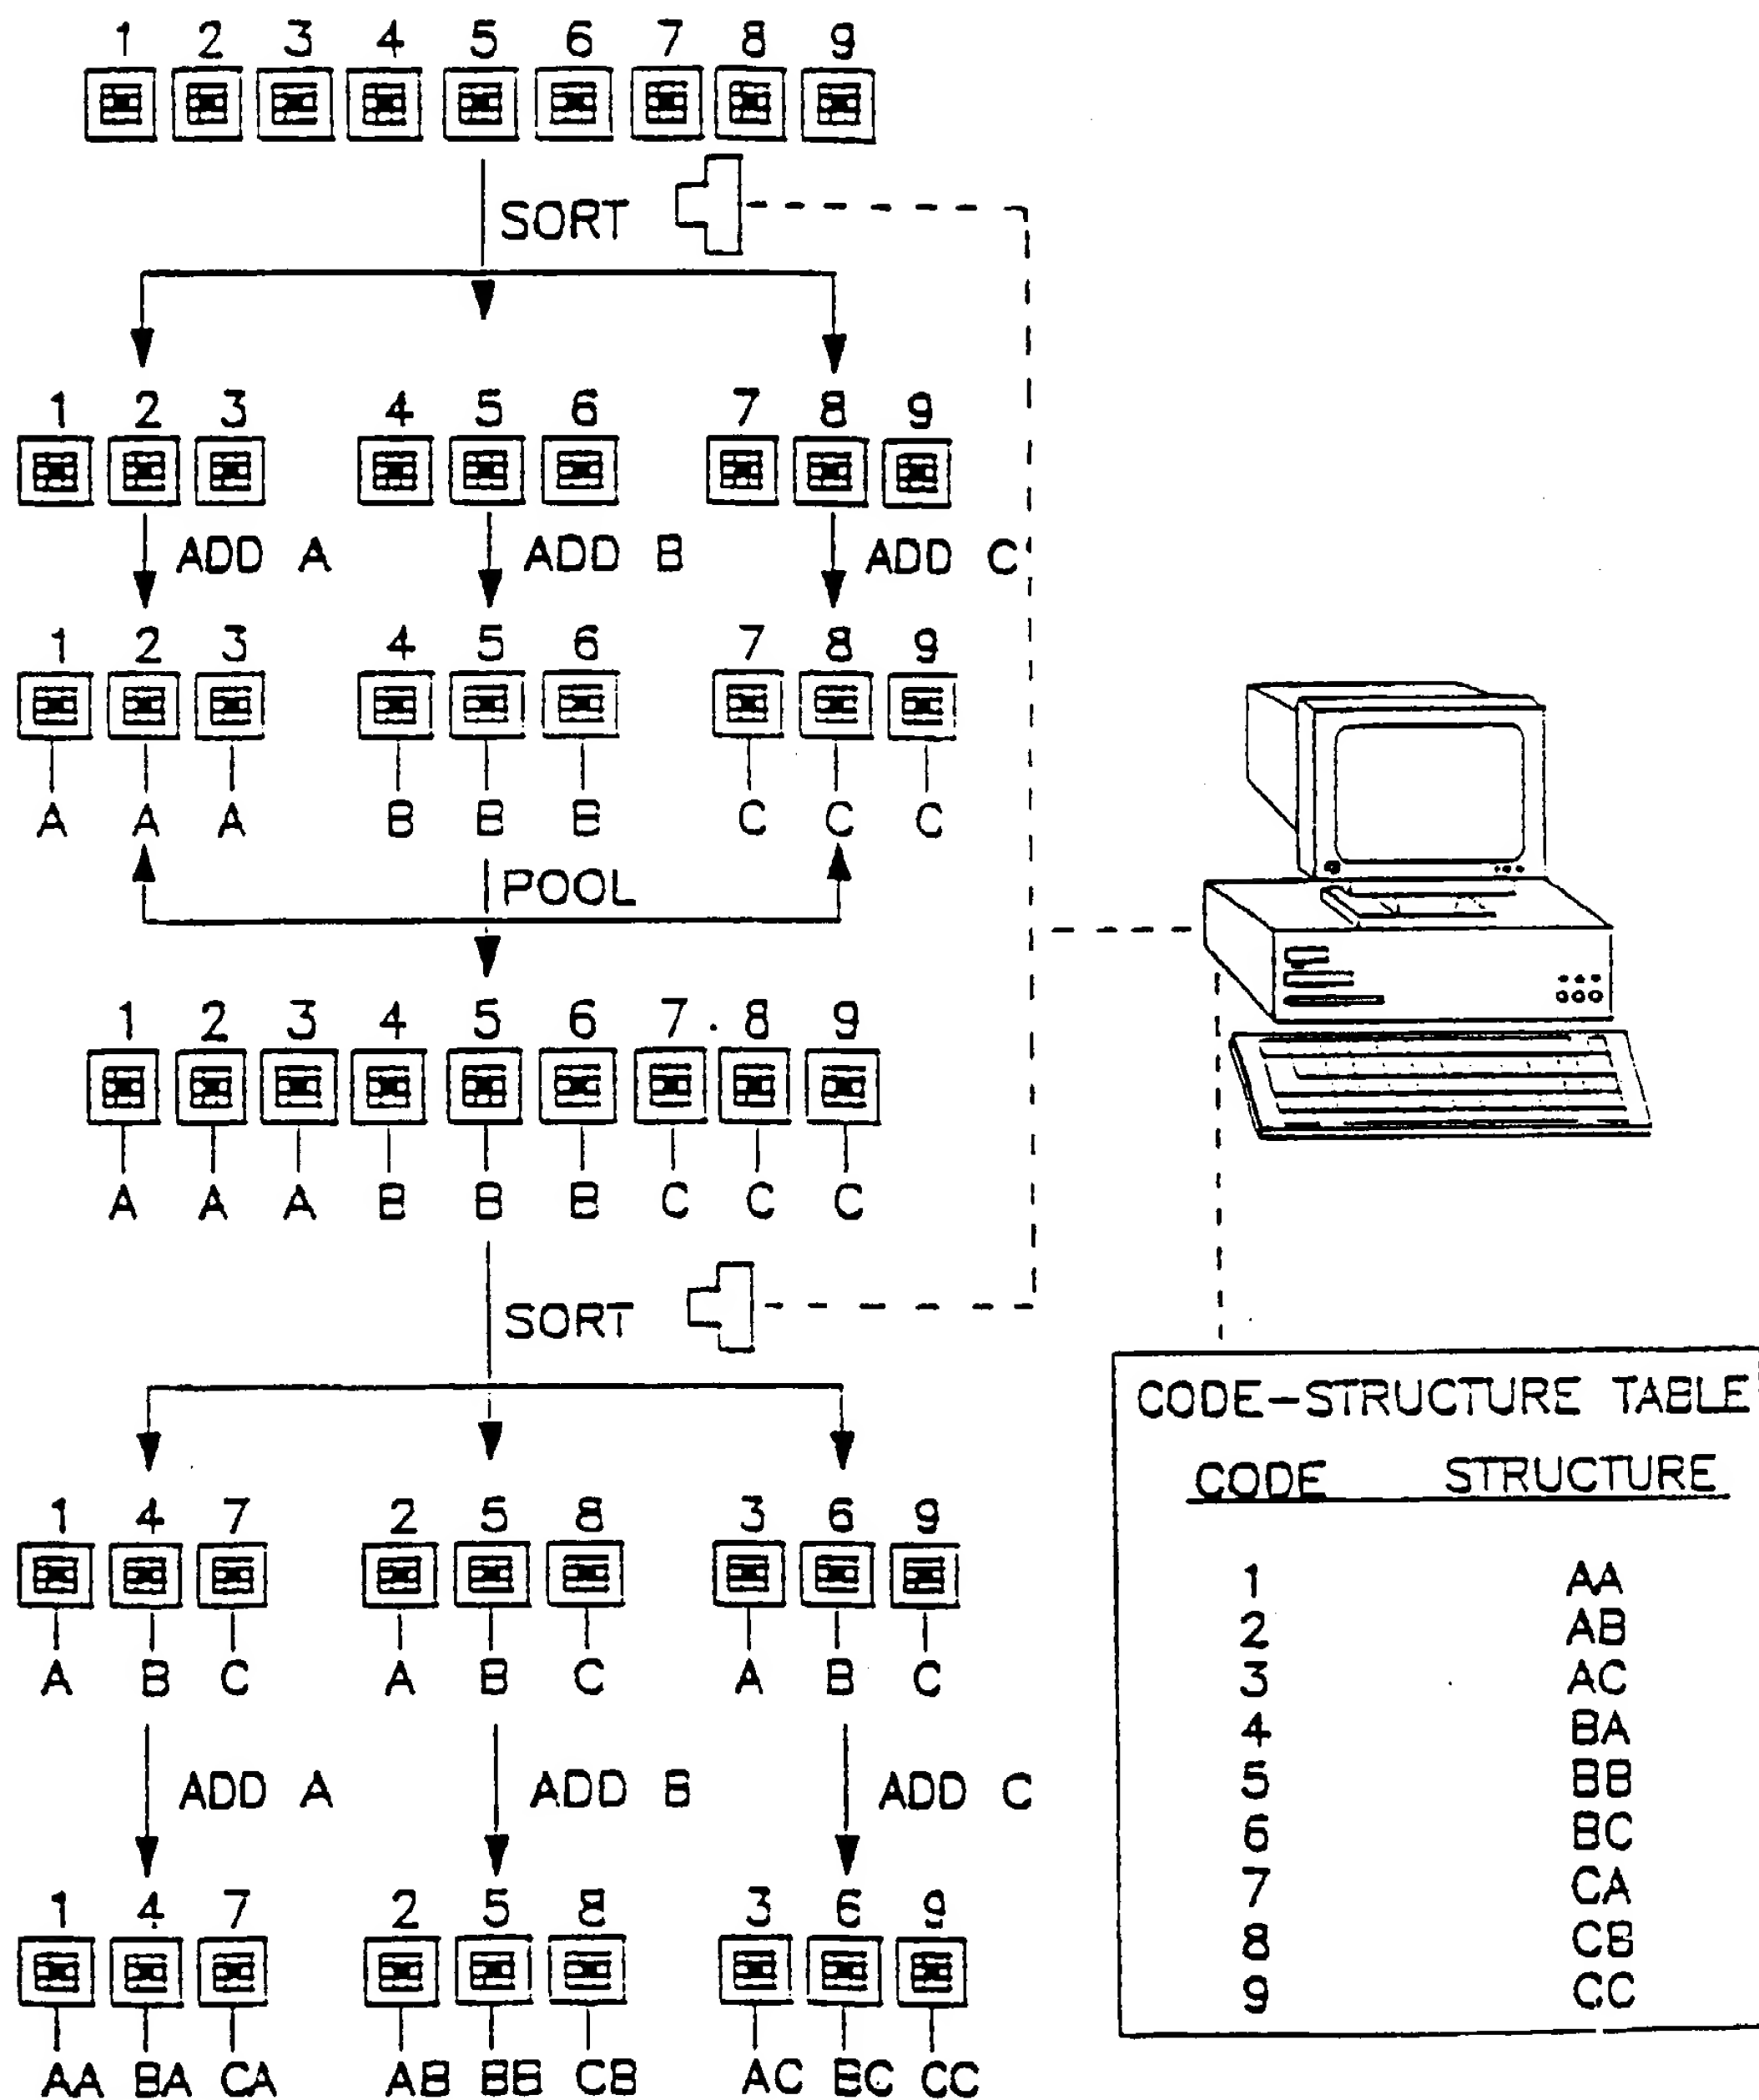 1 2 3 4 5 6 7 8 9
SORT
1 2 3 4 5 6 7 8 9
ADD A ADD B ADD C
1 2 3 4 5 6 7 8 9
A A A B B B C C C
POOL
1 2 3 4 5 6 7 8 9
A A A B B B C C C
SORT
1 4 7 2 5 8 3 6 9
A B C A B C A B C
ADD A ADD B ADD C
1 4 7 2 5 8 3 6 9
AA BA CA AB BB CB AC BC CC
CODE-STRUCTURE TABLE
CODE STRUCTURE
1 AA
2 AB
3 AC
4 BA
5 BB
6 BC
7 CA
8 CB
9 CC